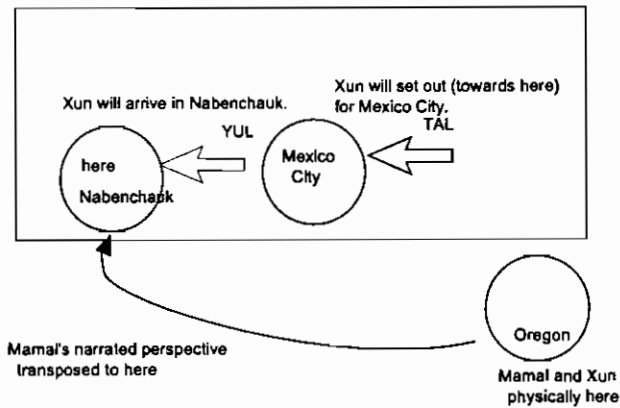 Xun will set out (towards here)
for Mexico City.
TAL
Xun will arrive in Nabenchauk.
YUL
here
Nabenchauk
Mexico
City
Oregon
Mamal's narrated perspective
transposed to here
Mamal and Xun
physically here